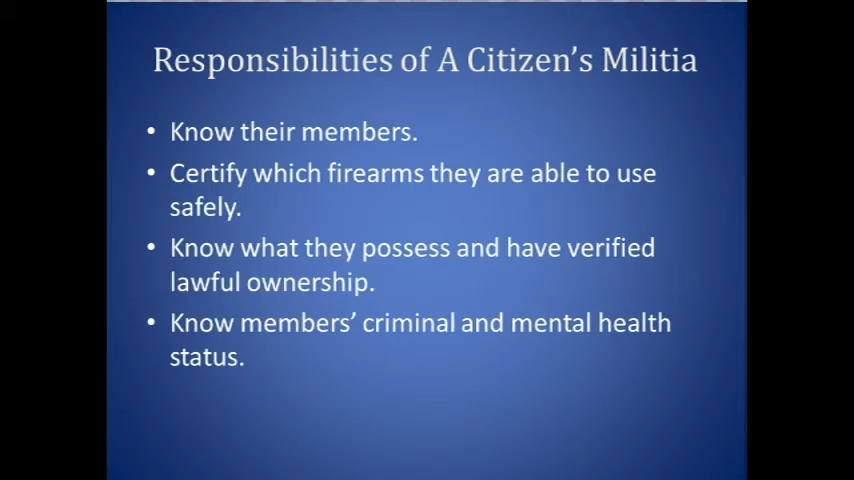 Responsibilities of A Citizen’s Militia
• Know their members.
• Certify which firearms they are able to use
safely.
• Know what they possess and have verified
lawful ownership.
• Know members’ criminal and mental health
status.